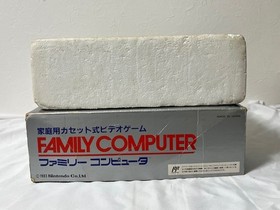 家庭用カセット式ビデオゲーム
FAMILY COMPUTER
ファミリー コンピュータ
©1983 Nintendo Co., Ltd.